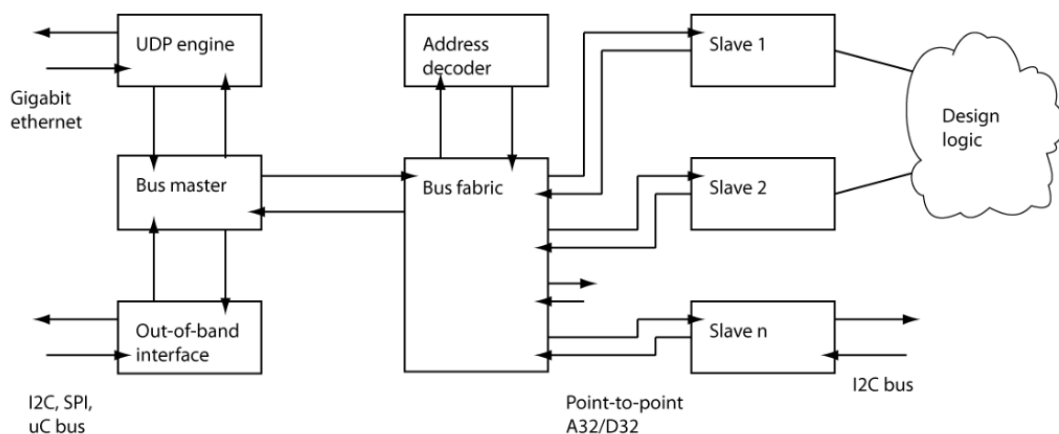 UDP engine
Address
decoder
Slave 1
Gigabit
ethernet
Design
logic
Bus master
Bus fabric
Slave 2
Out-of-band
interface
Slave n
I2C, SPI,
uC bus
Point-to-point
A32/D32
I2C bus